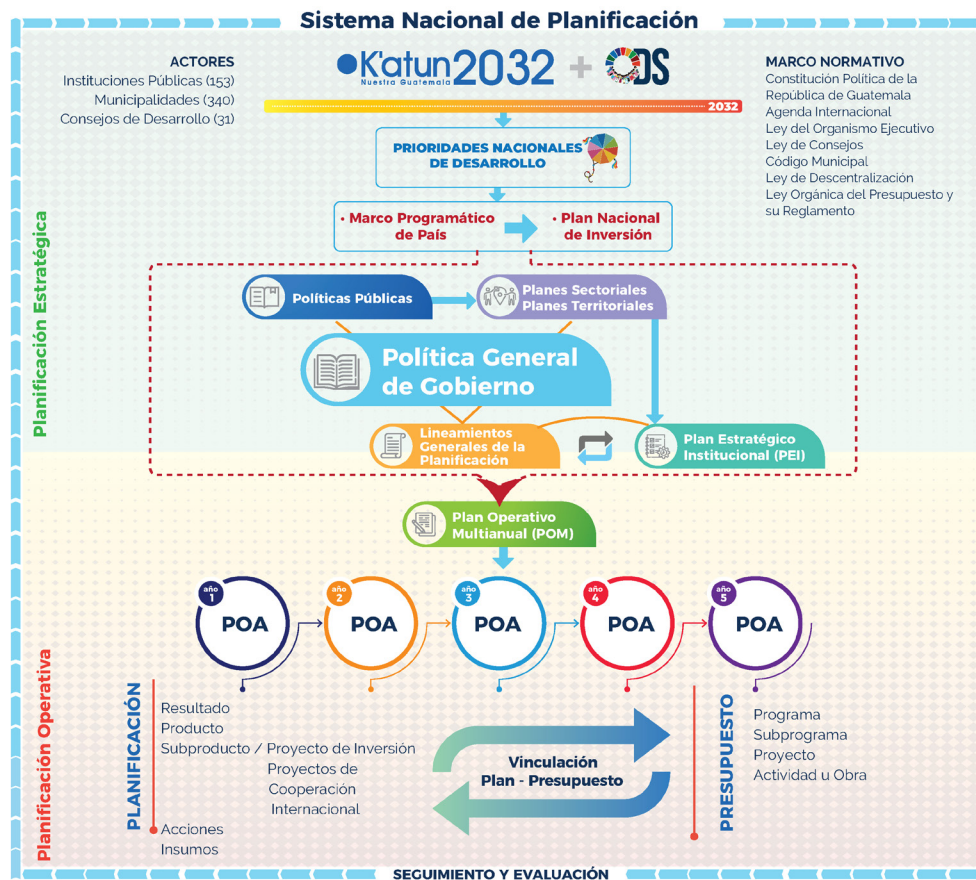 Sistema Nacional de Planificación
ACTORES
Instituciones Públicas (153)
Municipalidades (340)
Consejos de Desarrollo (31)
K'atun 2032 + ODS
Nuestra Guatemala
2032
MARCO NORMATIVO
Constitución Política de la
República de Guatemala
Agenda Internacional
Ley del Organismo Ejecutivo
Ley de Consejos
Código Municipal
Ley de Descentralización
Ley Orgánica del Presupuesto y
su Reglamento
PRIORIDADES NACIONALES
DE DESARROLLO
• Marco Programático
de País
• Plan Nacional
de Inversión
Planificación Estratégica
Políticas Públicas
Planes Sectoriales
Planes Territoriales
Política General
de Gobierno
Lineamientos
Generales de la
Planificación
Plan Estratégico
Institucional (PEI)
Plan Operativo
Multianual (POM)
año
1
POA
año
2
POA
año
3
POA
año
4
POA
año
5
POA
Planificación Operativa
PLANIFICACIÓN
Resultado
Producto
Subproducto / Proyecto de Inversión
Proyectos de
Cooperación
Internacional
Acciones
Insumos
Vinculación
Plan - Presupuesto
PRESUPUESTO
Programa
Subprograma
Proyecto
Actividad u Obra
SEGUIMIENTO Y EVALUACIÓN